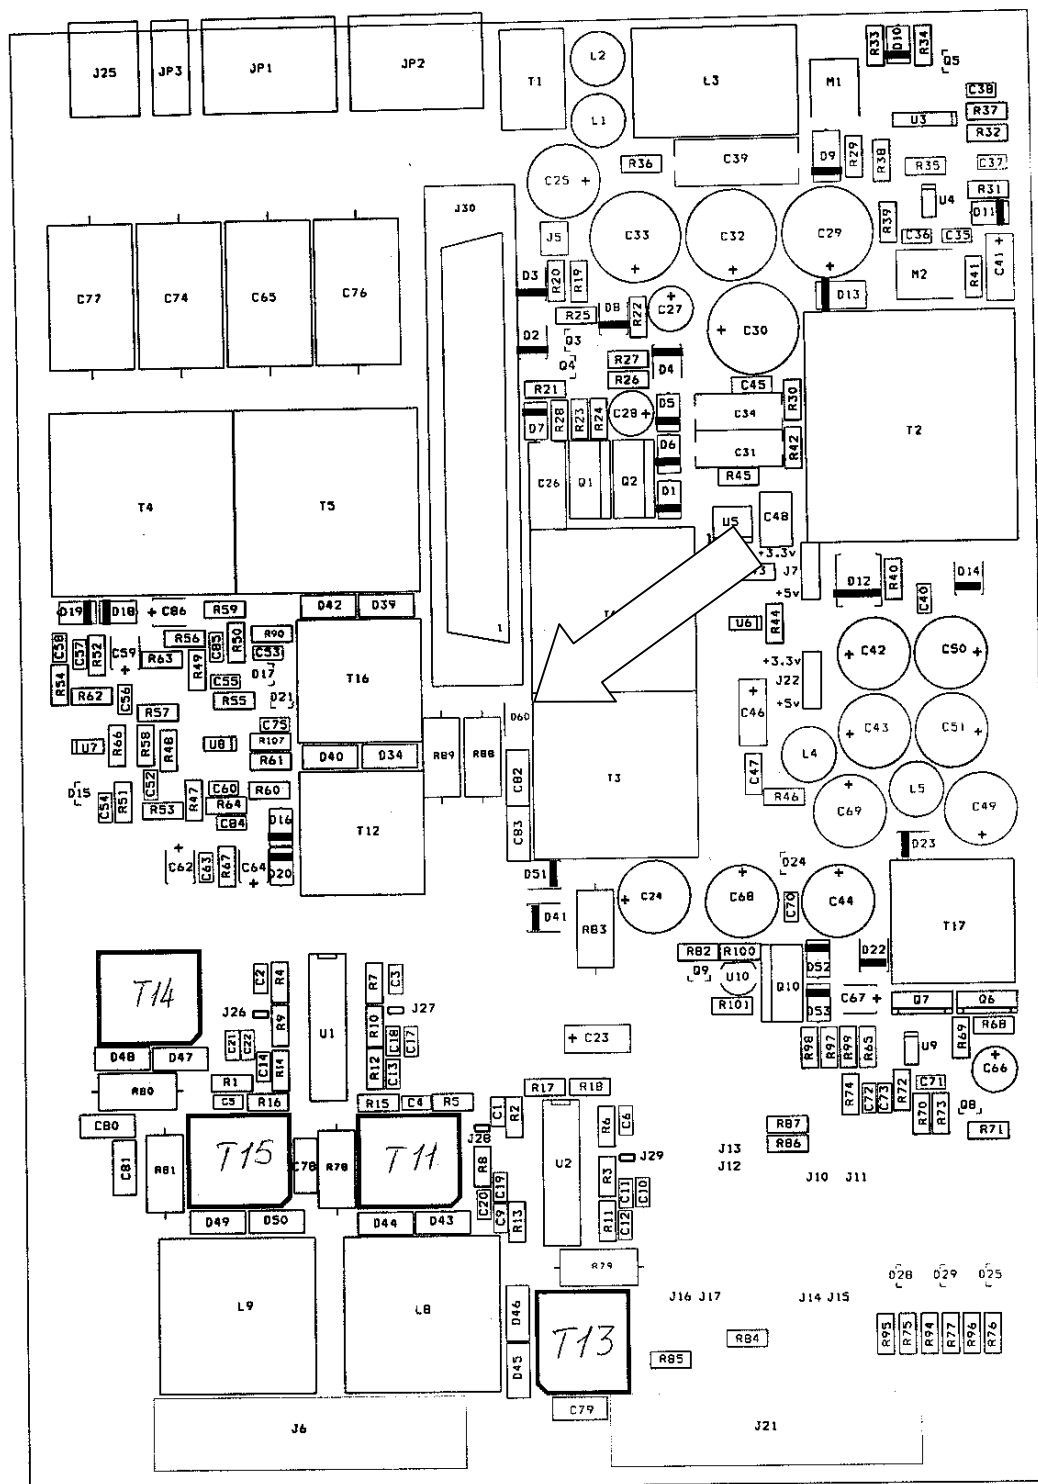 J25 JP3 JP1 JP2 T1 L2 L3 M1 R33 D10 R34 Q5
L1 U3 C38 R37 R32
R36 C39 D9 R29 R38 R35 C37
C25 + J30 J5 C33 C32 C29 R39 U4 R31 D11
C36 C35 C41 +
C77 C74 C65 C76 D3 R20 R19 + + M2 R41 D13
R25 D8 R22 C27 + C30 +
D2 Q3 Q4 R27 R26 D4 C45 R30
R21 D7 R28 R23 R24 C28 + D5 C34 T2
D6 C31 R42 R45
T4 T5 C26 Q1 Q2 D1 U5 C48
1 +3.3v J7 +5v D12 R40 D14 C40
D19 D18 + C86 R59 D42 D39 U6 R44
C58 C57 R52 C59 + R56 R63 R49 C85 R50 R90 C53 1 +3.3v J22 +5v C42 + C50 +
R54 R62 C56 C55 R55 D17 D21 T16 C46 +
R57 C75 D60 C43 + C51 +
U7 R66 R58 R48 U8 R107 R61 D40 D34 R89 R88 C82 T3 L4 C47 R46 L5
D15 C54 R51 C52 R53 R47 C60 R64 C84 R60 D16 T12 C83 C69 + C49 +
+ C62 C63 R67 C64 + D20 D51 D24 D23
D41 R83 C24 + C68 + C70 C44 + T17
R82 R100 Q9 U10 R101 Q10 D52 D22
T14 C2 R4 R7 C3 D53 C67 + Q7 Q6
J26 R9 U1 R10 J27 + C23 R98 R97 R99 R65 U9 R69 R68
D48 D47 C21 C22 C14 R14 R12 C18 C17 C13 C66 +
R80 R1 C5 R16 R15 C4 R5 R17 R18 R74 C72 C73 R72 C71 R70 R73 Q8
C80 C1 R2 R6 C6 R87 R86 R71
C81 R81 T15 C78 R78 T11 J28 R8 U2 J29 J13 J12
C20 C19 C9 R13 R3 C11 C10 R11 C12 J10 J11
D49 D50 D44 D43 R79 D28 D29 D25
L9 L8 D46 J16 J17 J14 J15
T13 R84 R95 R75 R94 R77 R96 R76
D45 R85
C79
J6 J21